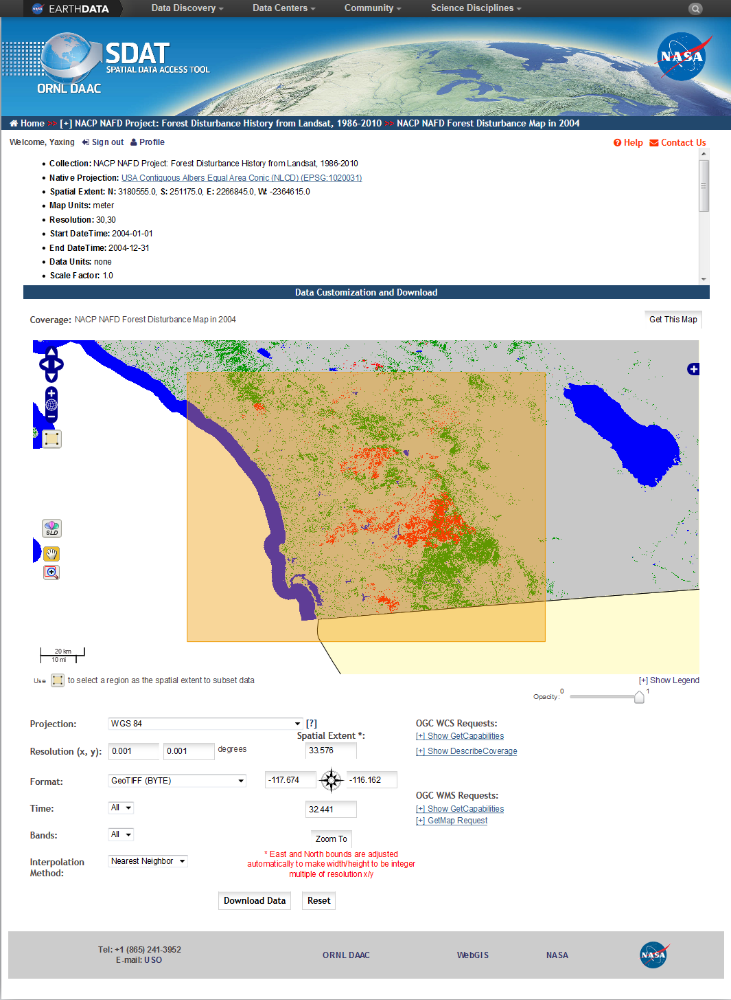 EARTHDATA Data Discovery Data Centers Community Science Disciplines
SDAT
SPATIAL DATA ACCESS TOOL
ORNL DAAC
NASA
Home >> [+] NACP NAFD Project: Forest Disturbance History from Landsat, 1986-2010 >> NACP NAFD Forest Disturbance Map in 2004
Welcome, Yaxing Sign out Profile Help Contact Us
• Collection: NACP NAFD Project: Forest Disturbance History from Landsat, 1986-2010
• Native Projection: USA Contiguous Albers Equal Area Conic (NLCD) (EPSG:1020031)
• Spatial Extent: N: 3180555.0, S: 251175.0, E: 2266845.0, W: -2364615.0
• Map Units: meter
• Resolution: 30,30
• Start DateTime: 2004-01-01
• End DateTime: 2004-12-31
• Data Units: none
• Scale Factor: 1.0
Data Customization and Download
Coverage: NACP NAFD Forest Disturbance Map in 2004 Get This Map
SLD
20 km
10 mi
Use to select a region as the spatial extent to subset data [+] Show Legend
Opacity: 0 1
Projection: WGS 84 [?] OGC WCS Requests:
Spatial Extent *: [+] Show GetCapabilities
Resolution (x, y): 0.001 0.001 degrees 33.576 [+] Show DescribeCoverage
Format: GeoTIFF (BYTE) -117.674 -116.162
OGC WMS Requests:
Time: All 32.441 [+] Show GetCapabilities
[+] GetMap Request
Bands: All Zoom To
* East and North bounds are adjusted
automatically to make width/height to be integer
multiple of resolution x/y
Interpolation Method: Nearest Neighbor
Download Data Reset
Tel: +1 (865) 241-3952
E-mail: USO
ORNL DAAC WebGIS NASA
NASA